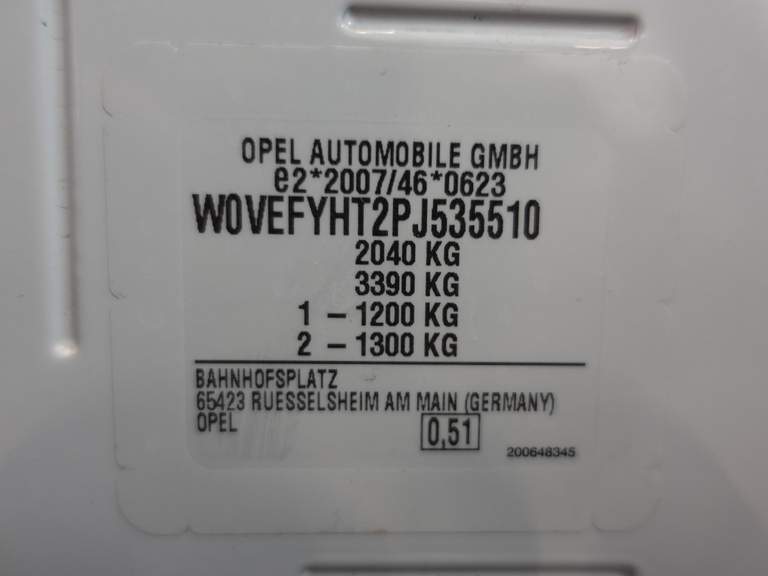 OPEL AUTOMOBILE GMBH
e2*2007/46*0623
W0VEFYHT2PJ535510
2040 KG
3390 KG
1 - 1200 KG
2 - 1300 KG
BAHNHOFSPLATZ
65423 RUESSELSHEIM AM MAIN (GERMANY)
OPEL
0,51
200648345